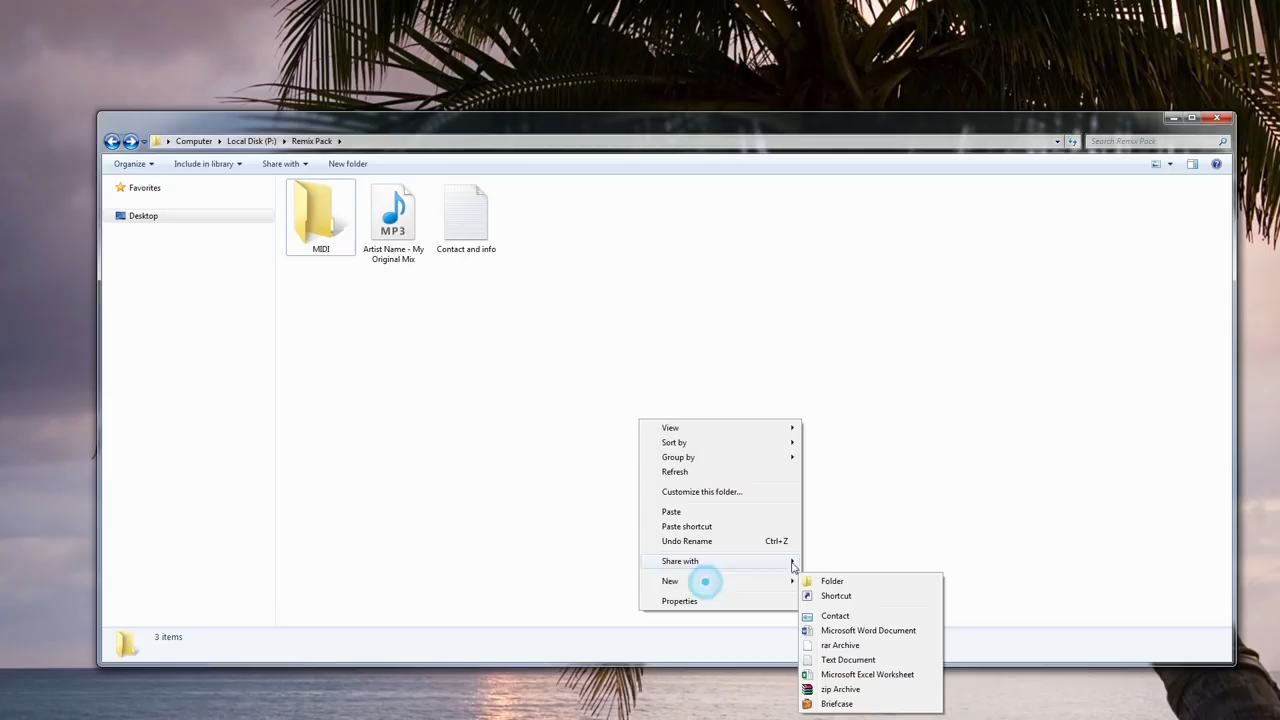 Computer
Local Disk (P:)
Remix Pack
Search Remix Pack
Organize
Include in library
Share with
New folder
Favorites
Desktop
MIDI
MP3
Artist Name - My
Original Mix
Contact and info
View
Sort by
Group by
Refresh
Customize this folder...
Paste
Paste shortcut
Undo Rename Ctrl+Z
Share with
New
Properties
Folder
Shortcut
Contact
Microsoft Word Document
rar Archive
Text Document
Microsoft Excel Worksheet
zip Archive
Briefcase
3 items